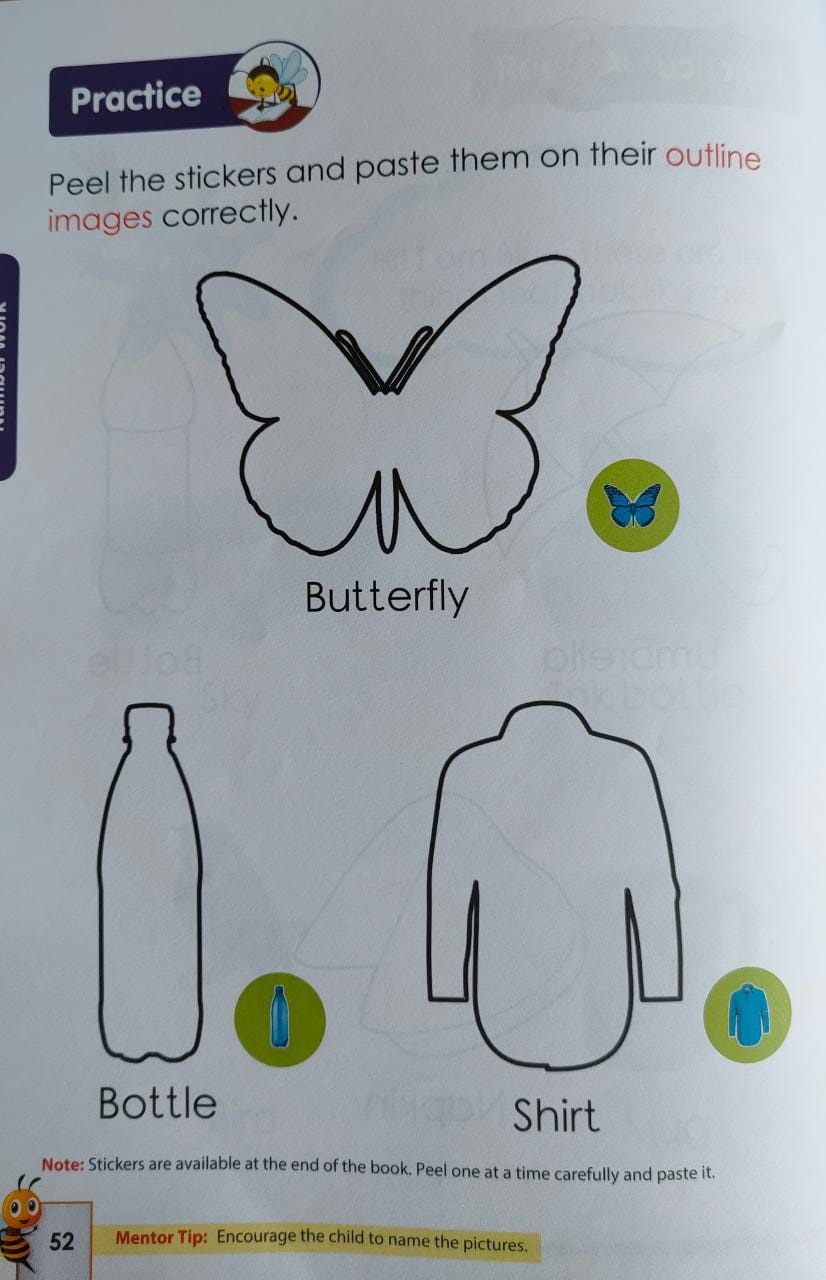 Practice
Peel the stickers and paste them on their outline
images correctly.
Number Work
Butterfly
Bottle
Shirt
Note: Stickers are available at the end of the book. Peel one at a time carefully and paste it.
52
Mentor Tip: Encourage the child to name the pictures.